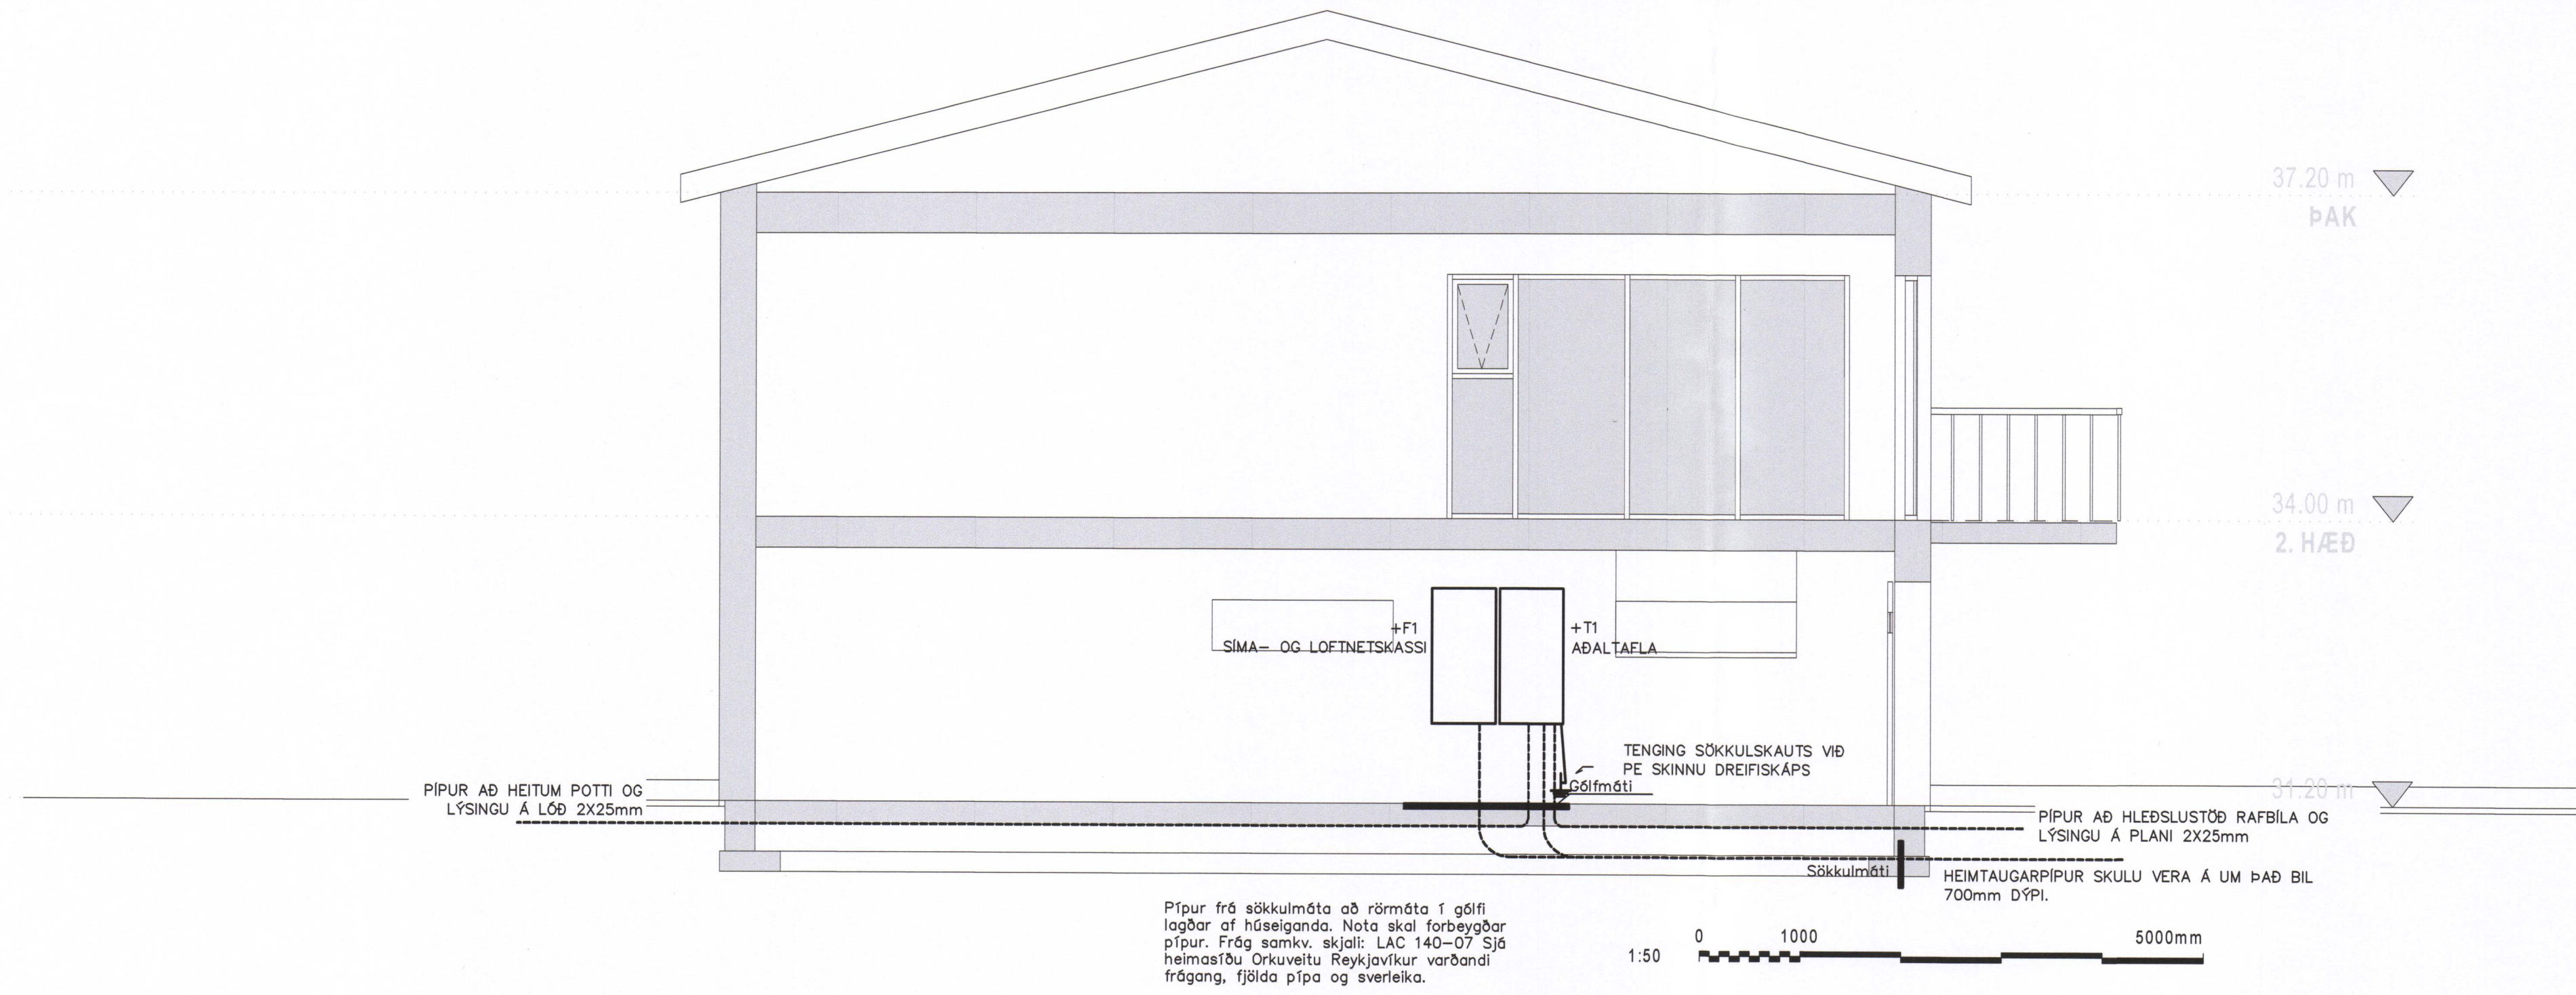 37.20 m
ÞAK
34.00 m
2. HÆÐ
+F1
SÍMA- OG LOFTNETSKASSI
+T1
AÐALTAFLA
TENGING SÖKKULSKAUTS VIÐ
PE SKINNU DREIFISKÁPS
Gólfmáti
31.20 m
PÍPUR AÐ HEITUM POTTI OG
LÝSINGU Á LÓÐ 2X25mm
PÍPUR AÐ HLEÐSLUSTÖÐ RAFBÍLA OG
LÝSINGU Á PLANI 2X25mm
Sökkulmáti
HEIMTAUGARPÍPUR SKULU VERA Á UM ÞAÐ BIL
700mm DÝPI.
Pípur frá sökkulmáta að rörmáta í gólfi
lagðar af húseiganda. Nota skal forbeygðar
pípur. Frág samkv. skjali: LAC 140-07 Sjá
heimasíðu Orkuveitu Reykjavíkur varðandi
frágang, fjölda pípa og sverleika.
1:50
0 1000 5000mm